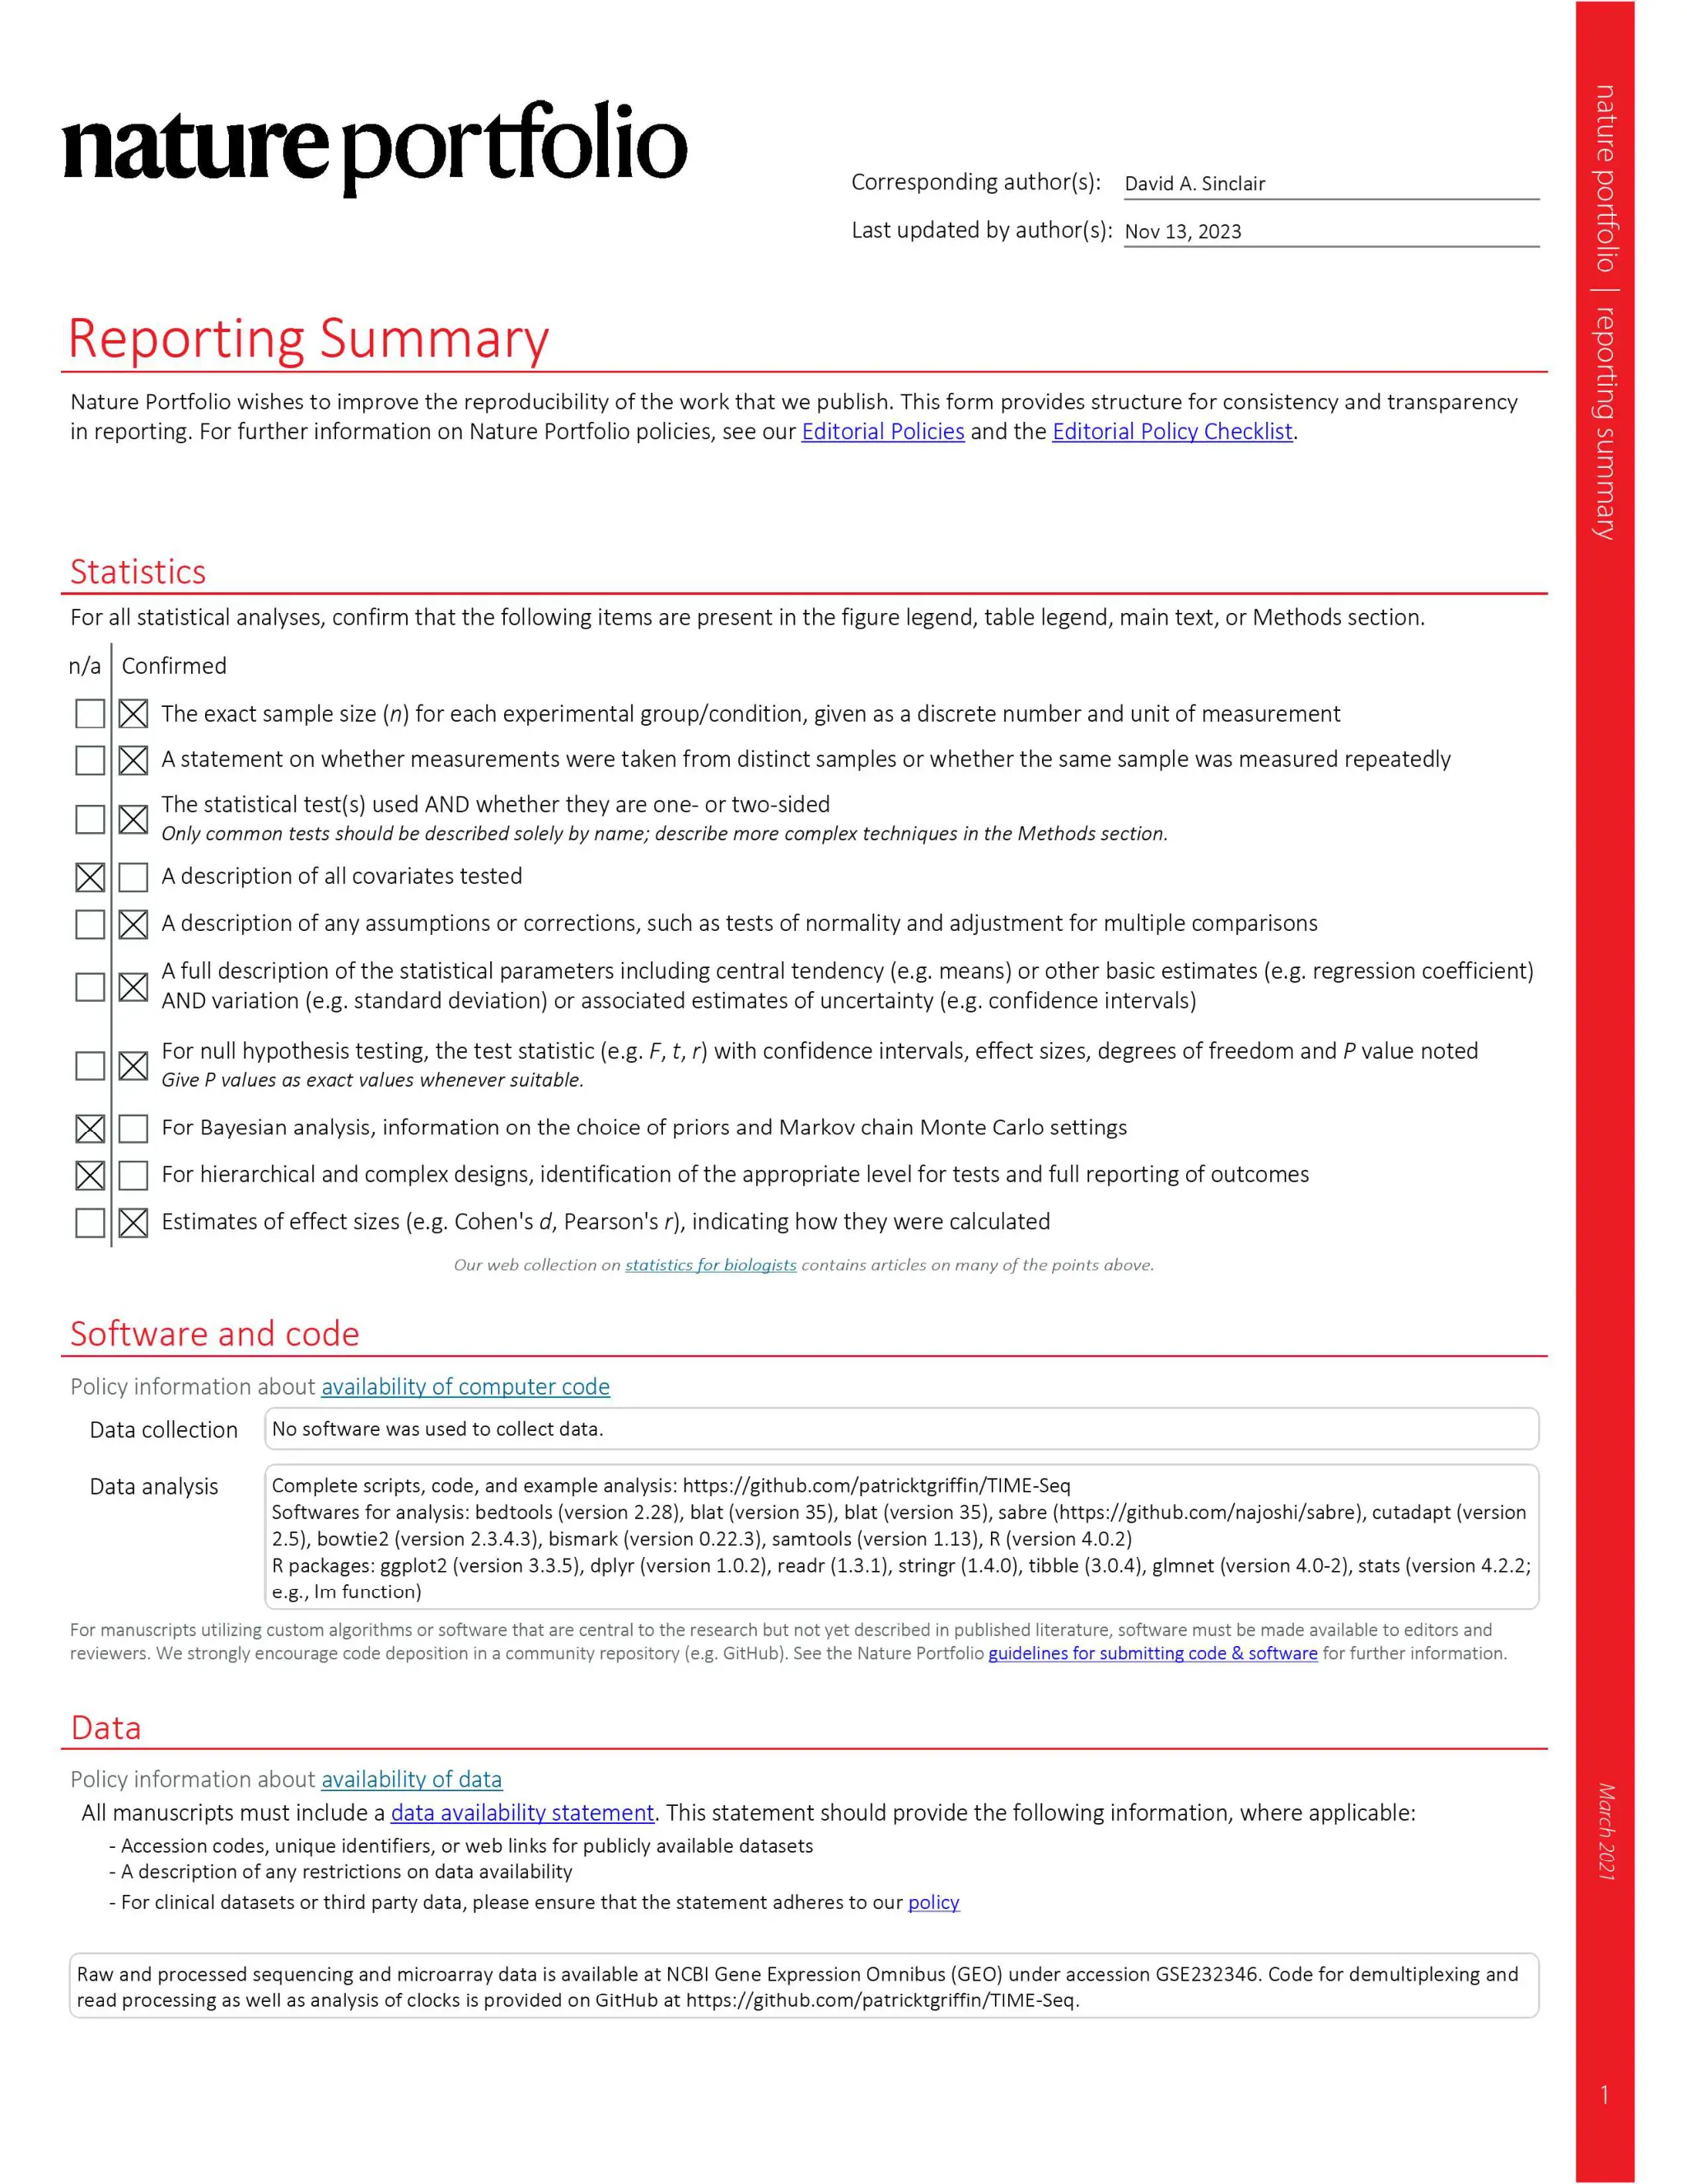 nature portfolio
Corresponding author(s): David A. Sinclair
Last updated by author(s): Nov 13, 2023
Reporting Summary
Nature Portfolio wishes to improve the reproducibility of the work that we publish. This form provides structure for consistency and transparency
in reporting. For further information on Nature Portfolio policies, see our Editorial Policies and the Editorial Policy Checklist.
Statistics
For all statistical analyses, confirm that the following items are present in the figure legend, table legend, main text, or Methods section.
n/a Confirmed
The exact sample size (n) for each experimental group/condition, given as a discrete number and unit of measurement
A statement on whether measurements were taken from distinct samples or whether the same sample was measured repeatedly
The statistical test(s) used AND whether they are one- or two-sided
Only common tests should be described solely by name; describe more complex techniques in the Methods section.
A description of all covariates tested
A description of any assumptions or corrections, such as tests of normality and adjustment for multiple comparisons
A full description of the statistical parameters including central tendency (e.g. means) or other basic estimates (e.g. regression coefficient)
AND variation (e.g. standard deviation) or associated estimates of uncertainty (e.g. confidence intervals)
For null hypothesis testing, the test statistic (e.g. F, t, r) with confidence intervals, effect sizes, degrees of freedom and P value noted
Give P values as exact values whenever suitable.
For Bayesian analysis, information on the choice of priors and Markov chain Monte Carlo settings
For hierarchical and complex designs, identification of the appropriate level for tests and full reporting of outcomes
Estimates of effect sizes (e.g. Cohen's d, Pearson's r), indicating how they were calculated
Our web collection on statistics for biologists contains articles on many of the points above.
Software and code
Policy information about availability of computer code
Data collection No software was used to collect data.
Data analysis Complete scripts, code, and example analysis: https://github.com/patricktgriffin/TIME-Seq
Softwares for analysis: bedtools (version 2.28), blat (version 35), blat (version 35), sabre (https://github.com/najoshi/sabre), cutadapt (version
2.5), bowtie2 (version 2.3.4.3), bismark (version 0.22.3), samtools (version 1.13), R (version 4.0.2)
R packages: ggplot2 (version 3.3.5), dplyr (version 1.0.2), readr (1.3.1), stringr (1.4.0), tibble (3.0.4), glmnet (version 4.0-2), stats (version 4.2.2;
e.g., lm function)
For manuscripts utilizing custom algorithms or software that are central to the research but not yet described in published literature, software must be made available to editors and
reviewers. We strongly encourage code deposition in a community repository (e.g. GitHub). See the Nature Portfolio guidelines for submitting code & software for further information.
Data
Policy information about availability of data
All manuscripts must include a data availability statement. This statement should provide the following information, where applicable:
- Accession codes, unique identifiers, or web links for publicly available datasets
- A description of any restrictions on data availability
- For clinical datasets or third party data, please ensure that the statement adheres to our policy
Raw and processed sequencing and microarray data is available at NCBI Gene Expression Omnibus (GEO) under accession GSE232346. Code for demultiplexing and
read processing as well as analysis of clocks is provided on GitHub at https://github.com/patricktgriffin/TIME-Seq.
nature portfolio | reporting summary
March 2021
1